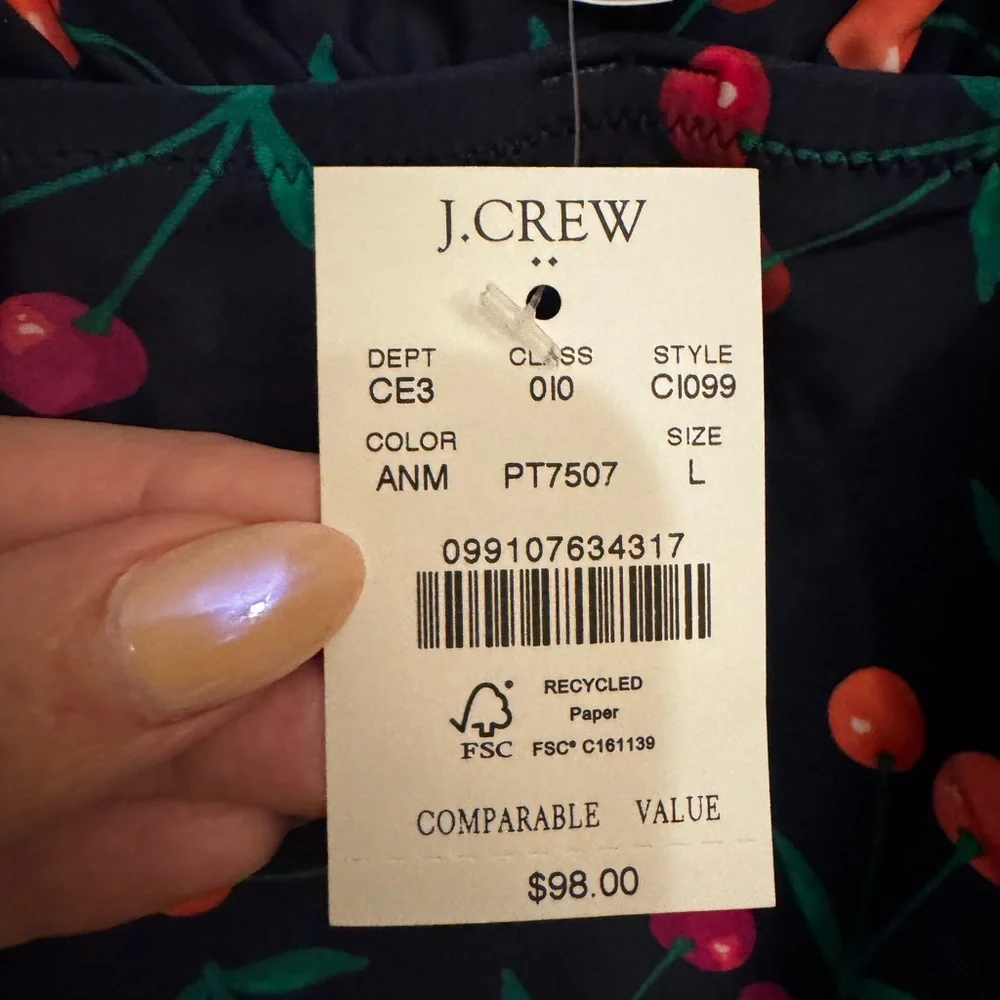 J.CREW
DEPT CLASS STYLE
CE3 010 CI099
COLOR SIZE
ANM PT7507 L
099107634317
RECYCLED
Paper
FSC FSC® C161139
COMPARABLE VALUE
$98.00